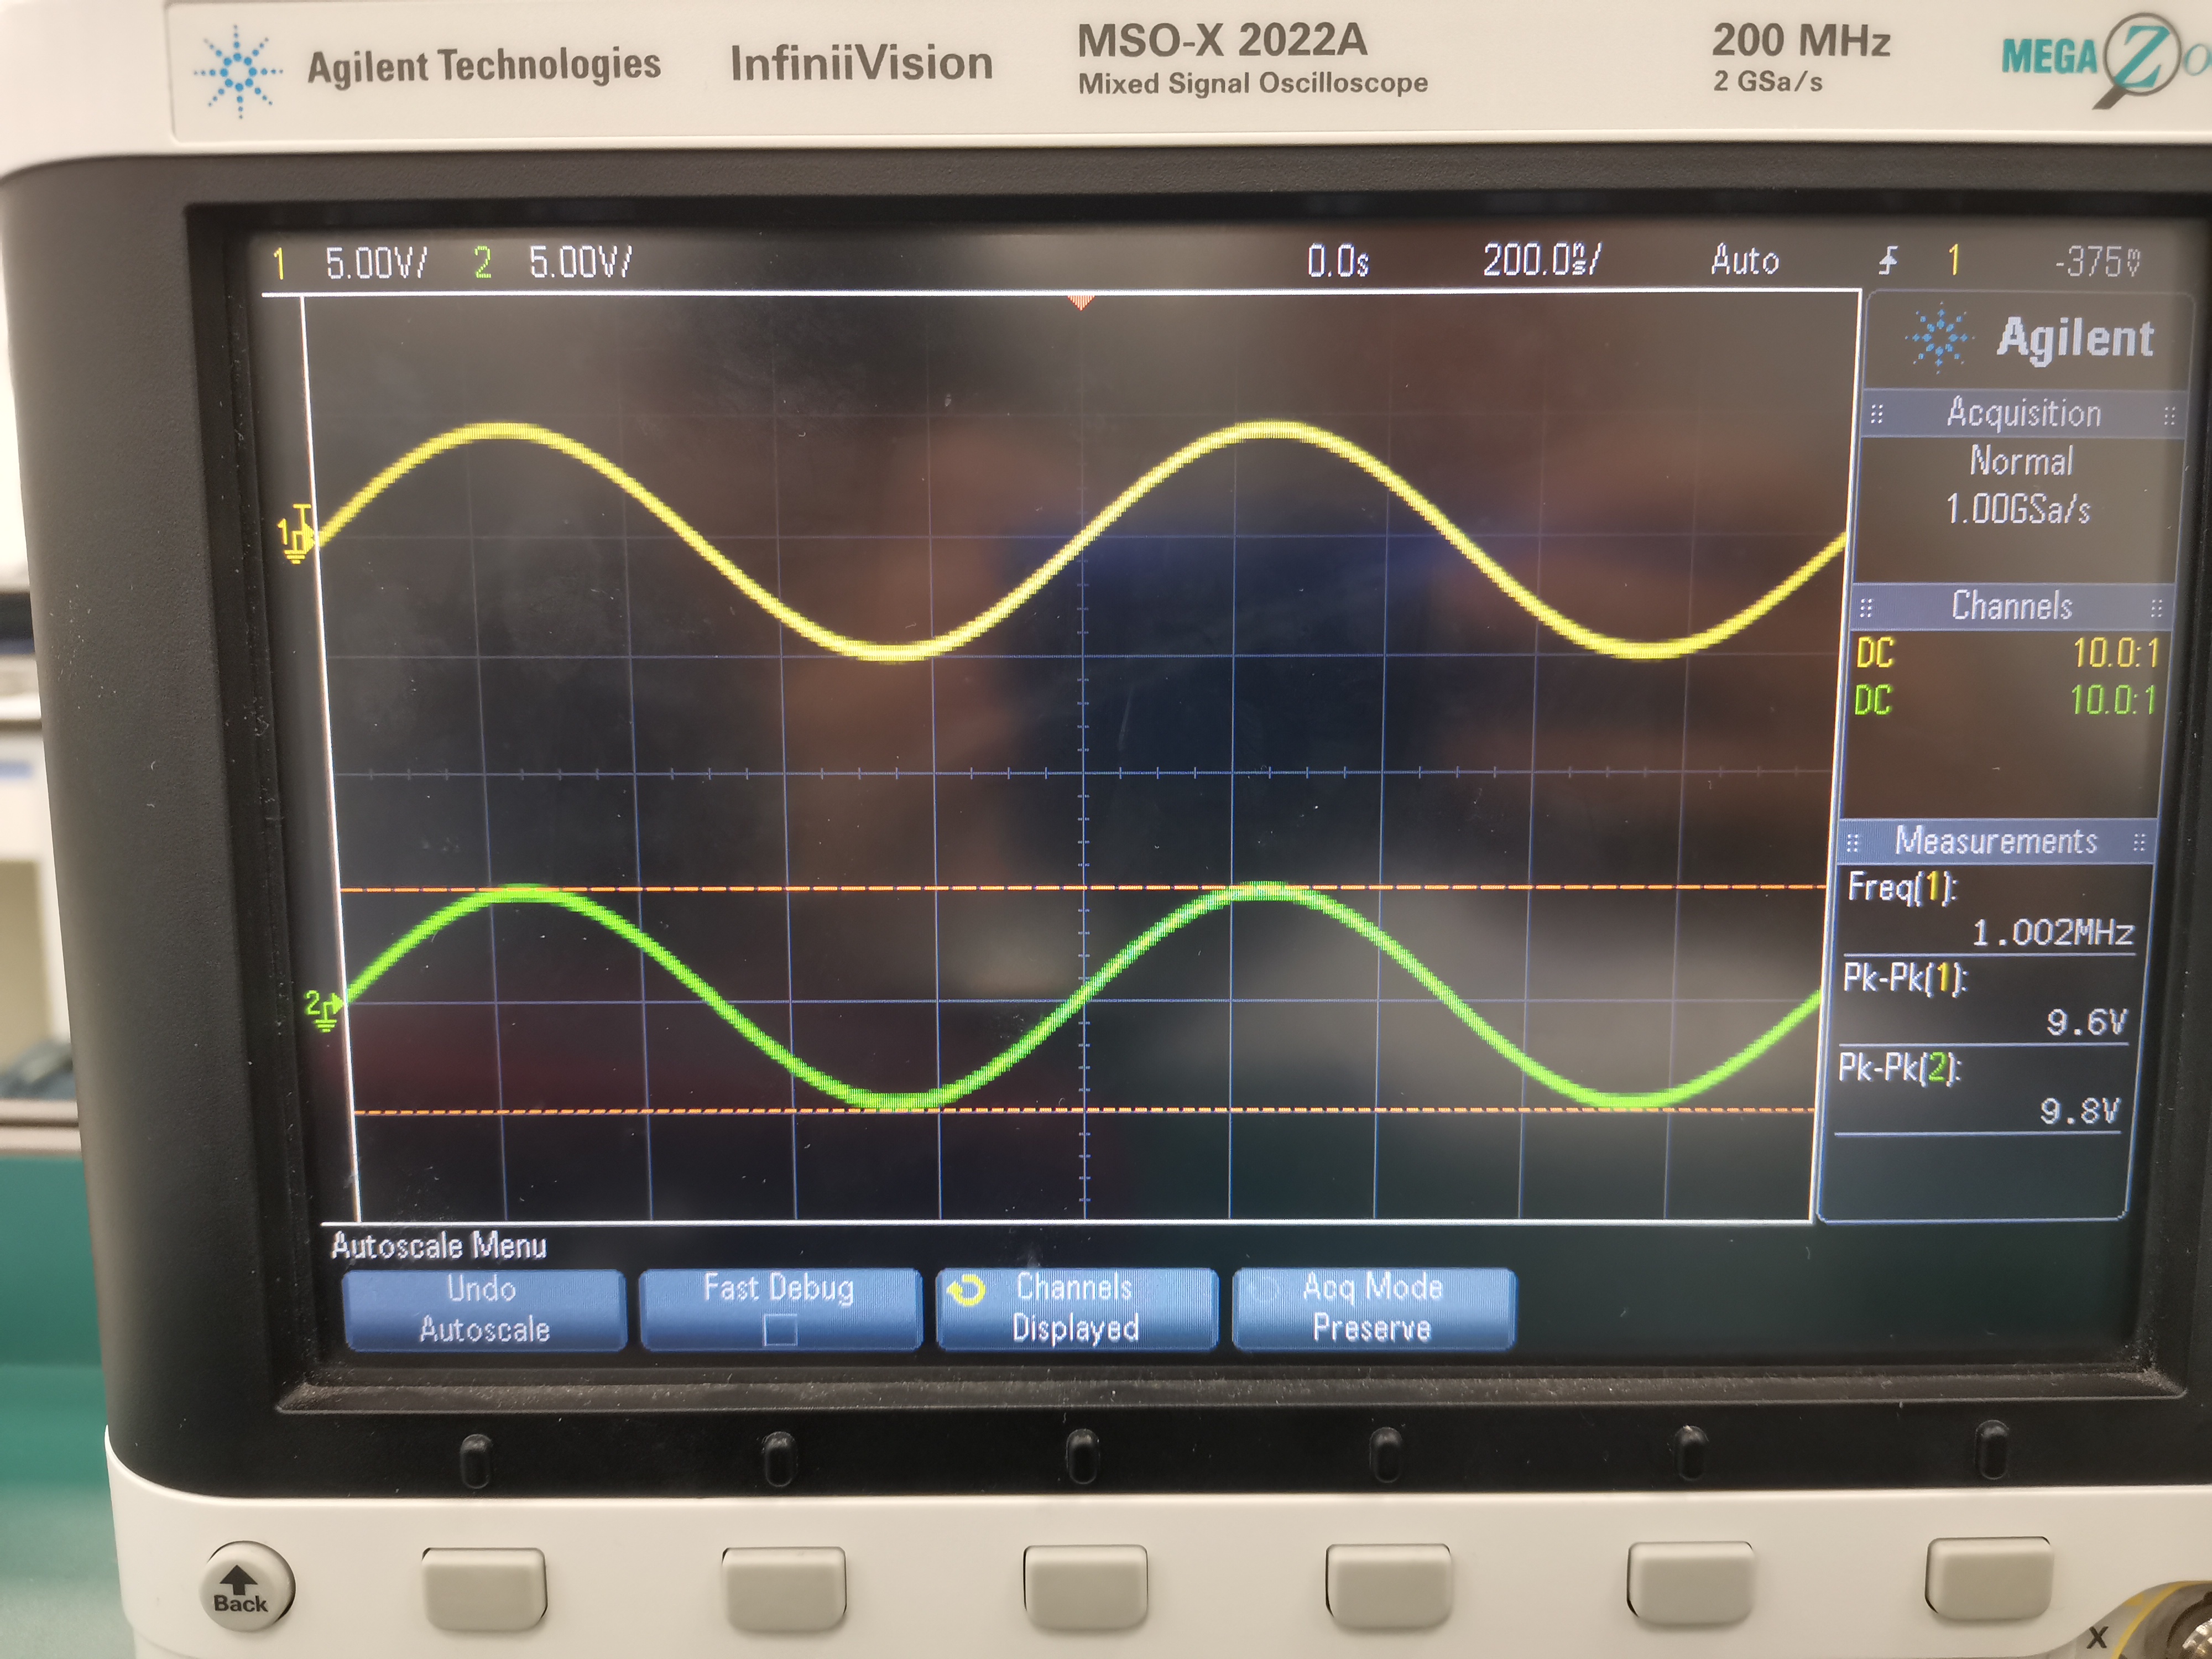 Agilent Technologies InfiniiVision MSO-X 2022A 200 MHz MEGA Zo
Mixed Signal Oscilloscope 2 GSa/s
1 5.00V/ 2 5.00V/ 0.0s 200.0ns/ Auto 1 -375mV
Agilent
Acquisition
Normal
1.00GSa/s
Channels
DC 10.0:1
DC 10.0:1
Measurements
Freq(1):
1.002MHz
Pk-Pk(1):
9.6V
Pk-Pk(2):
9.8V
T
1
2
Autoscale Menu
Undo
Autoscale
Fast Debug
Channels
Displayed
Acq Mode
Preserve
Back
X